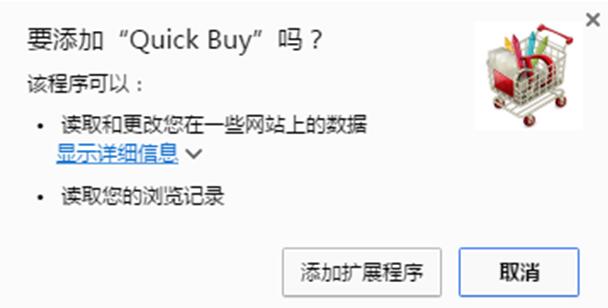 要添加“Quick Buy”吗？
该程序可以：
• 读取和更改您在一些网站上的数据
显示详细信息
• 读取您的浏览记录
添加扩展程序 取消